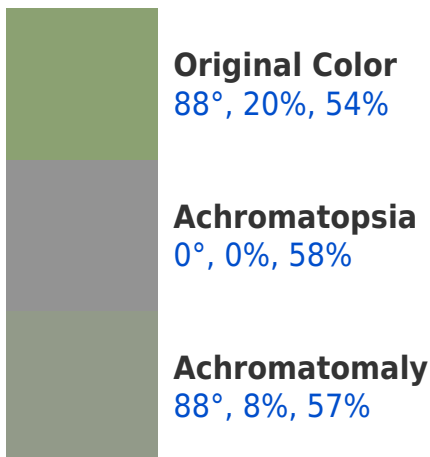 Original Color
88°, 20%, 54%
Achromatopsia
0°, 0%, 58%
Achromatomaly
88°, 8%, 57%